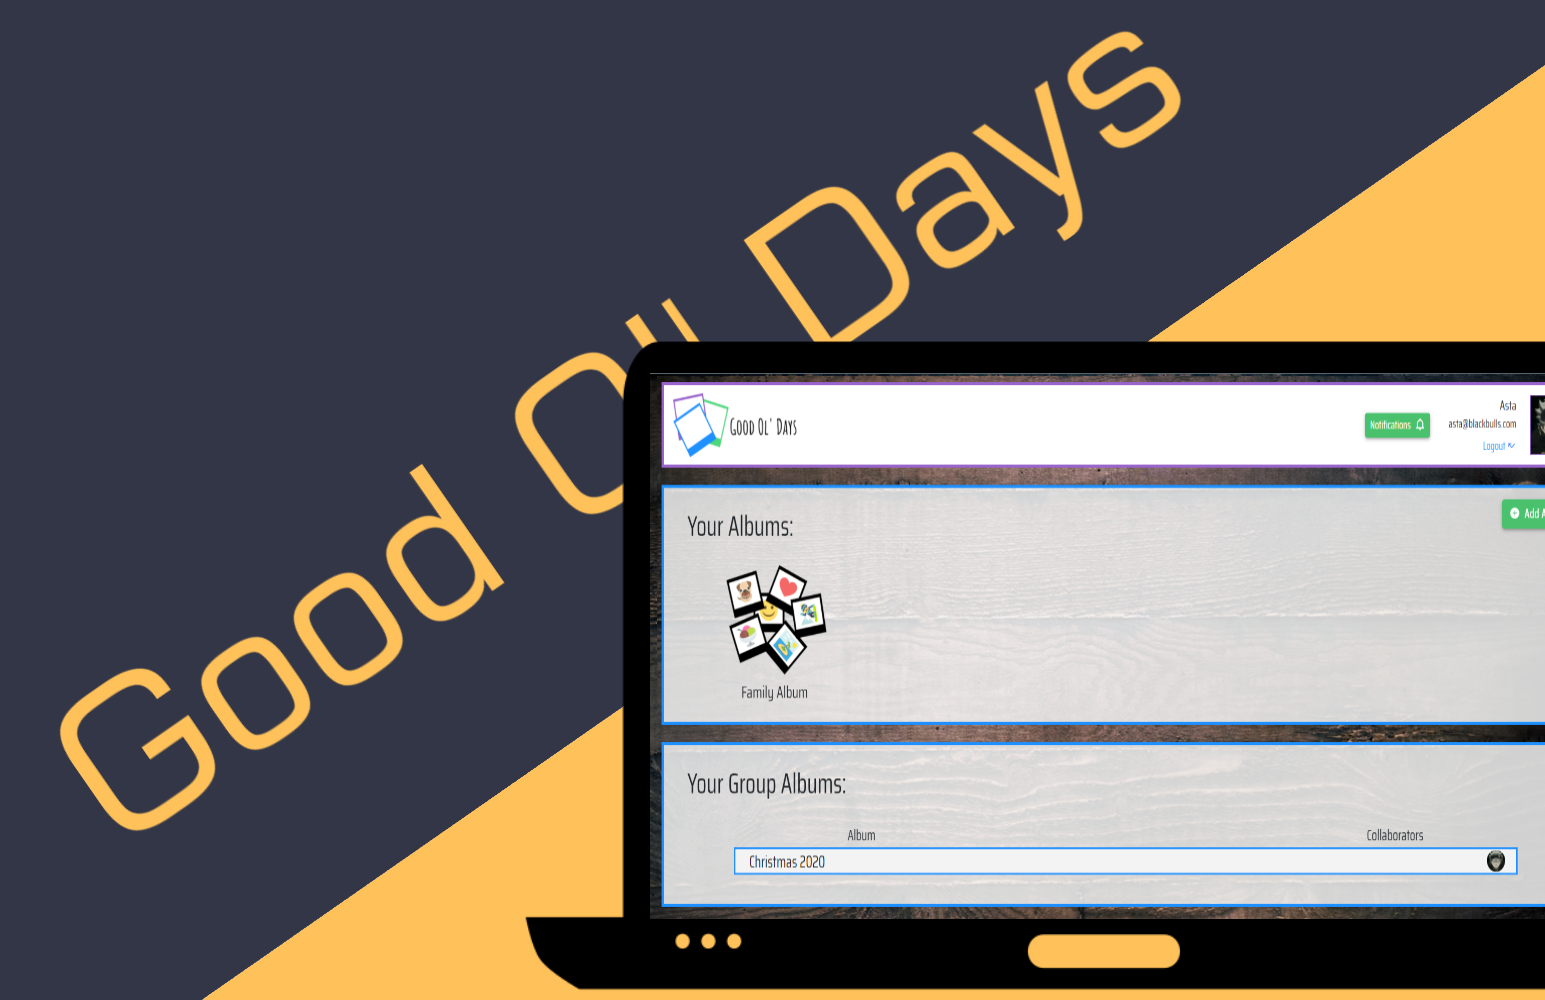 Good Ol' Days
GOOD OL' DAYS
Notifications
Asta
asta@blackbulls.com
Logout
Your Albums:
Add A
Family Album
Your Group Albums:
Album
Collaborators
Christmas 2020